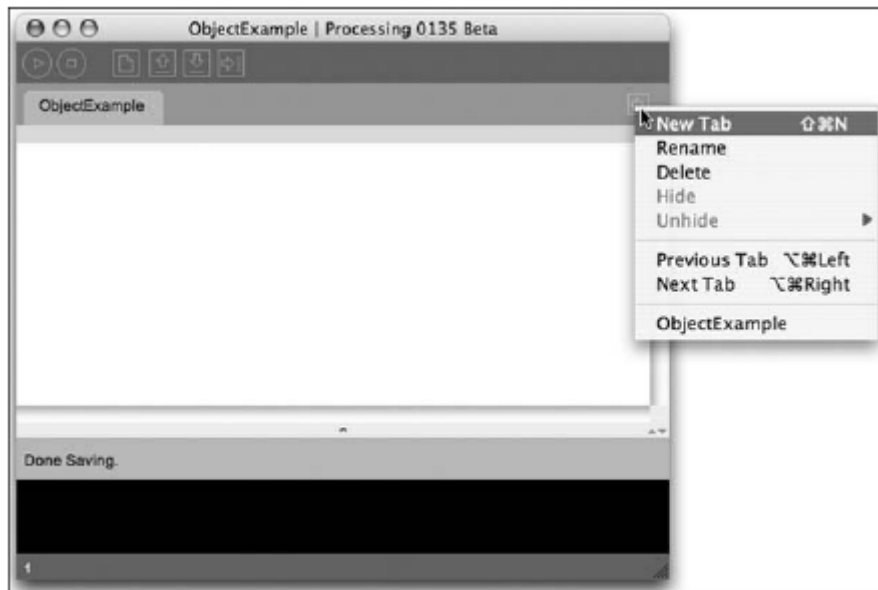 ObjectExample | Processing 0135 Beta
ObjectExample
New Tab ⇧⌘N
Rename
Delete
Hide
Unhide ▶
Previous Tab ⌥⌘Left
Next Tab ⌥⌘Right
ObjectExample
Done Saving.
1